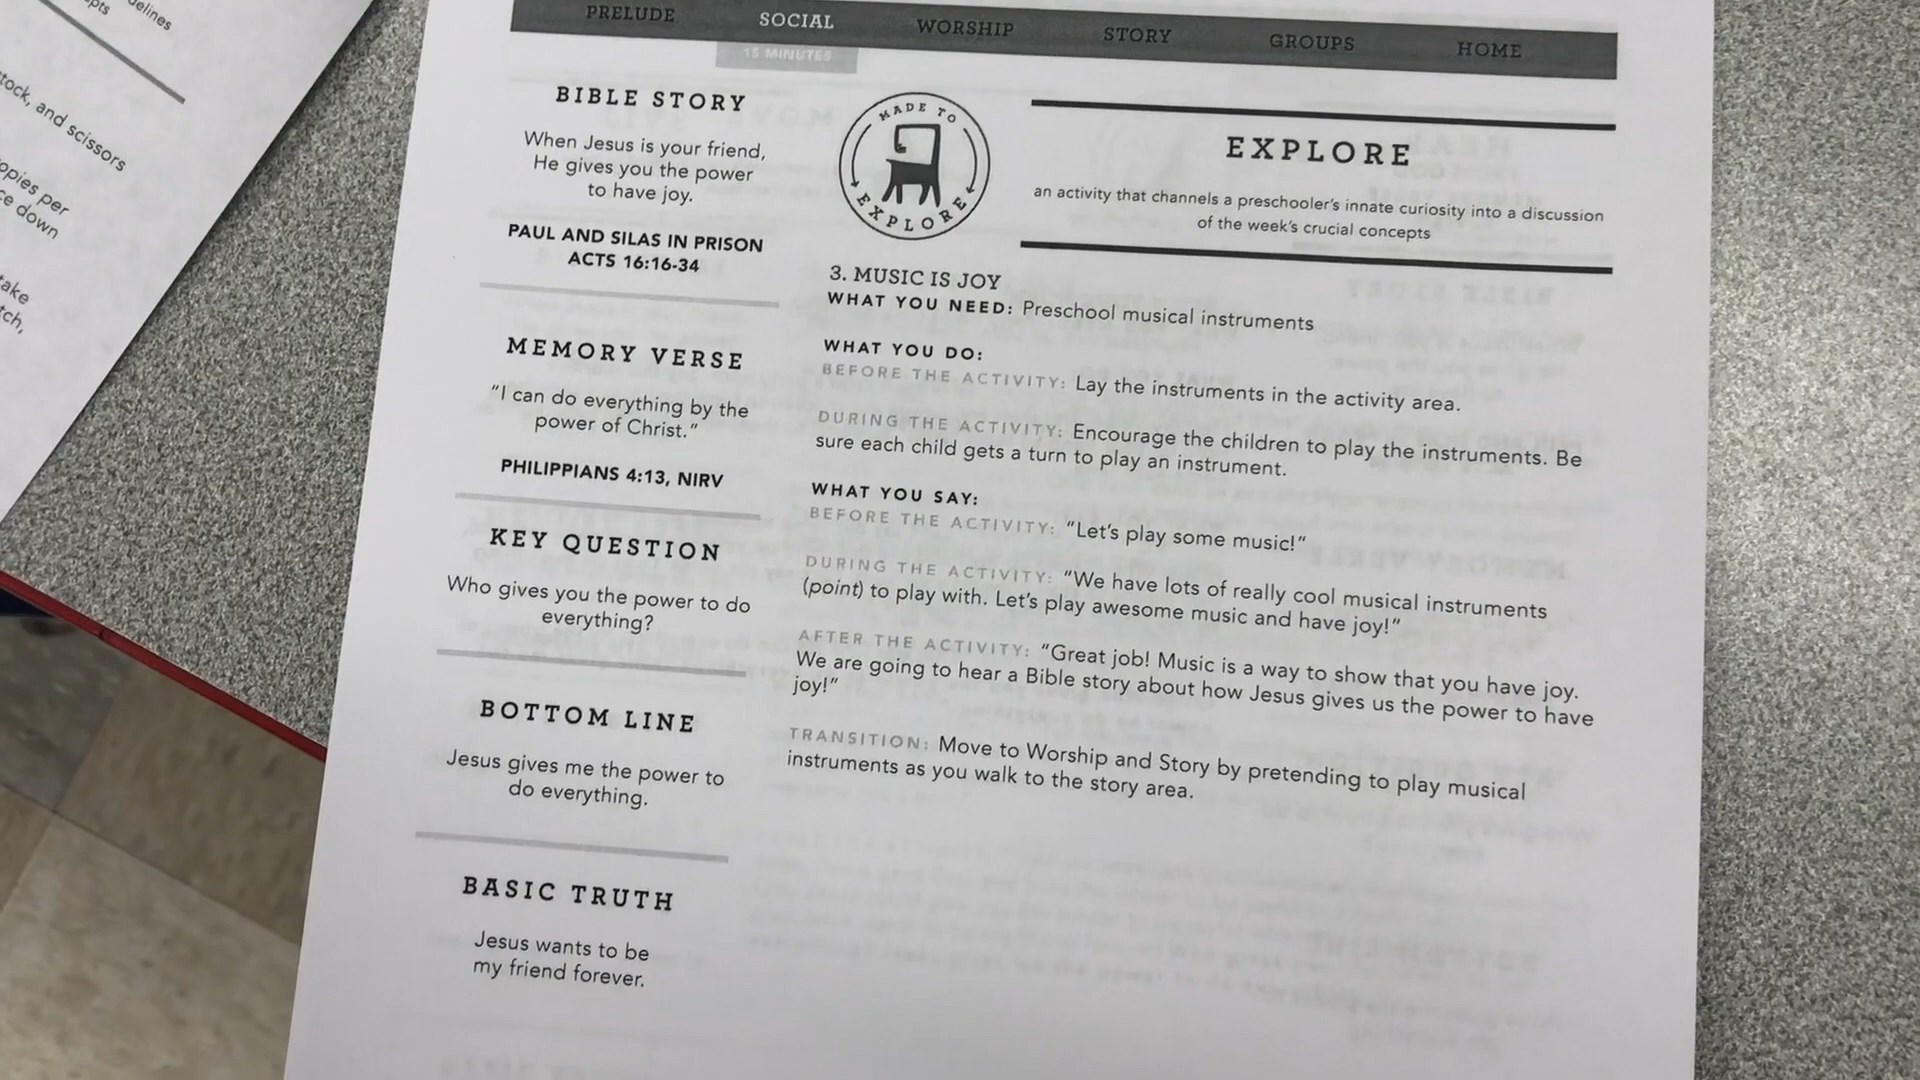 delines
pts
tock, and scissors
opies per
ce down
take
tch,
PRELUDE SOCIAL WORSHIP STORY GROUPS HOME
15 MINUTES
BIBLE STORY
When Jesus is your friend,
He gives you the power
to have joy.
PAUL AND SILAS IN PRISON
ACTS 16:16-34
MEMORY VERSE
"I can do everything by the
power of Christ."
PHILIPPIANS 4:13, NIRV
KEY QUESTION
Who gives you the power to do
everything?
BOTTOM LINE
Jesus gives me the power to
do everything.
BASIC TRUTH
Jesus wants to be
my friend forever.
MADE TO
EXPLORE
EXPLORE
an activity that channels a preschooler's innate curiosity into a discussion
of the week's crucial concepts
3. MUSIC IS JOY
WHAT YOU NEED: Preschool musical instruments
WHAT YOU DO:
BEFORE THE ACTIVITY: Lay the instruments in the activity area.
DURING THE ACTIVITY: Encourage the children to play the instruments. Be
sure each child gets a turn to play an instrument.
WHAT YOU SAY:
BEFORE THE ACTIVITY: "Let's play some music!"
DURING THE ACTIVITY: "We have lots of really cool musical instruments
(point) to play with. Let's play awesome music and have joy!"
AFTER THE ACTIVITY: "Great job! Music is a way to show that you have joy.
We are going to hear a Bible story about how Jesus gives us the power to have
joy!"
TRANSITION: Move to Worship and Story by pretending to play musical
instruments as you walk to the story area.